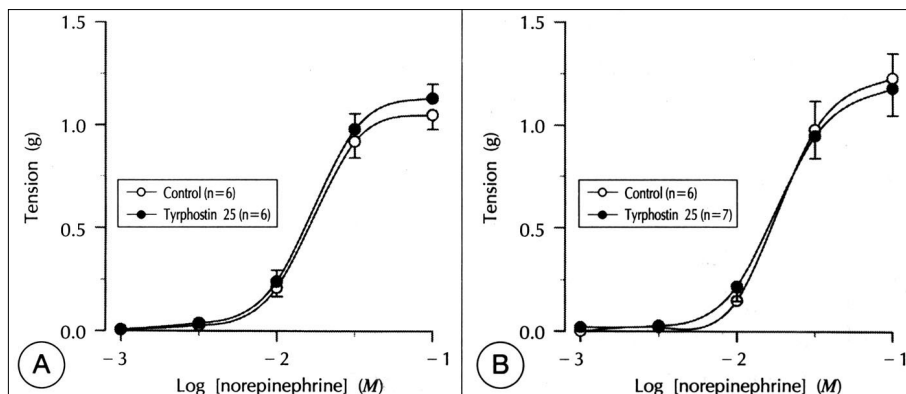 1.5
1.0
0.5
0.0
Tension (g)
Control (n=6)
Tyrphostin 25 (n=6)
− 3
− 2
− 1
Log [norepinephrine] (M)
A
1.5
1.0
0.5
0.0
Tension (g)
Control (n=6)
Tyrphostin 25 (n=7)
− 3
− 2
− 1
Log [norepinephrine] (M)
B